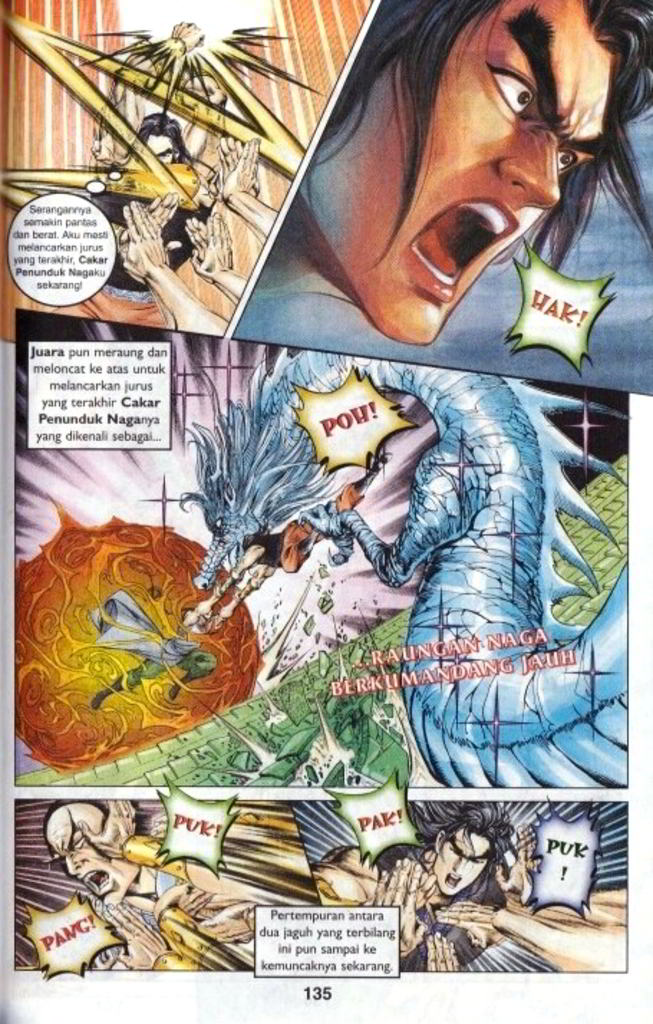 Serangannya
semakin pantas
dan berat. Aku mesti
melancarkan jurus
yang terakhir, Cakar
Penunduk Nagaku
sekarang!
HAK!
Juara pun meraung dan
meloncat ke atas untuk
melancarkan jurus
yang terakhir Cakar
Penunduk Naganya
yang dikenali sebagai...
POH!
...RAUNGAN NAGA
BERKUMANDANG JAUH
PUK!
PANG!
PAK!
PUK
!
Pertempuran antara
dua jaguh yang terbilang
ini pun sampai ke
kemuncaknya sekarang.
135